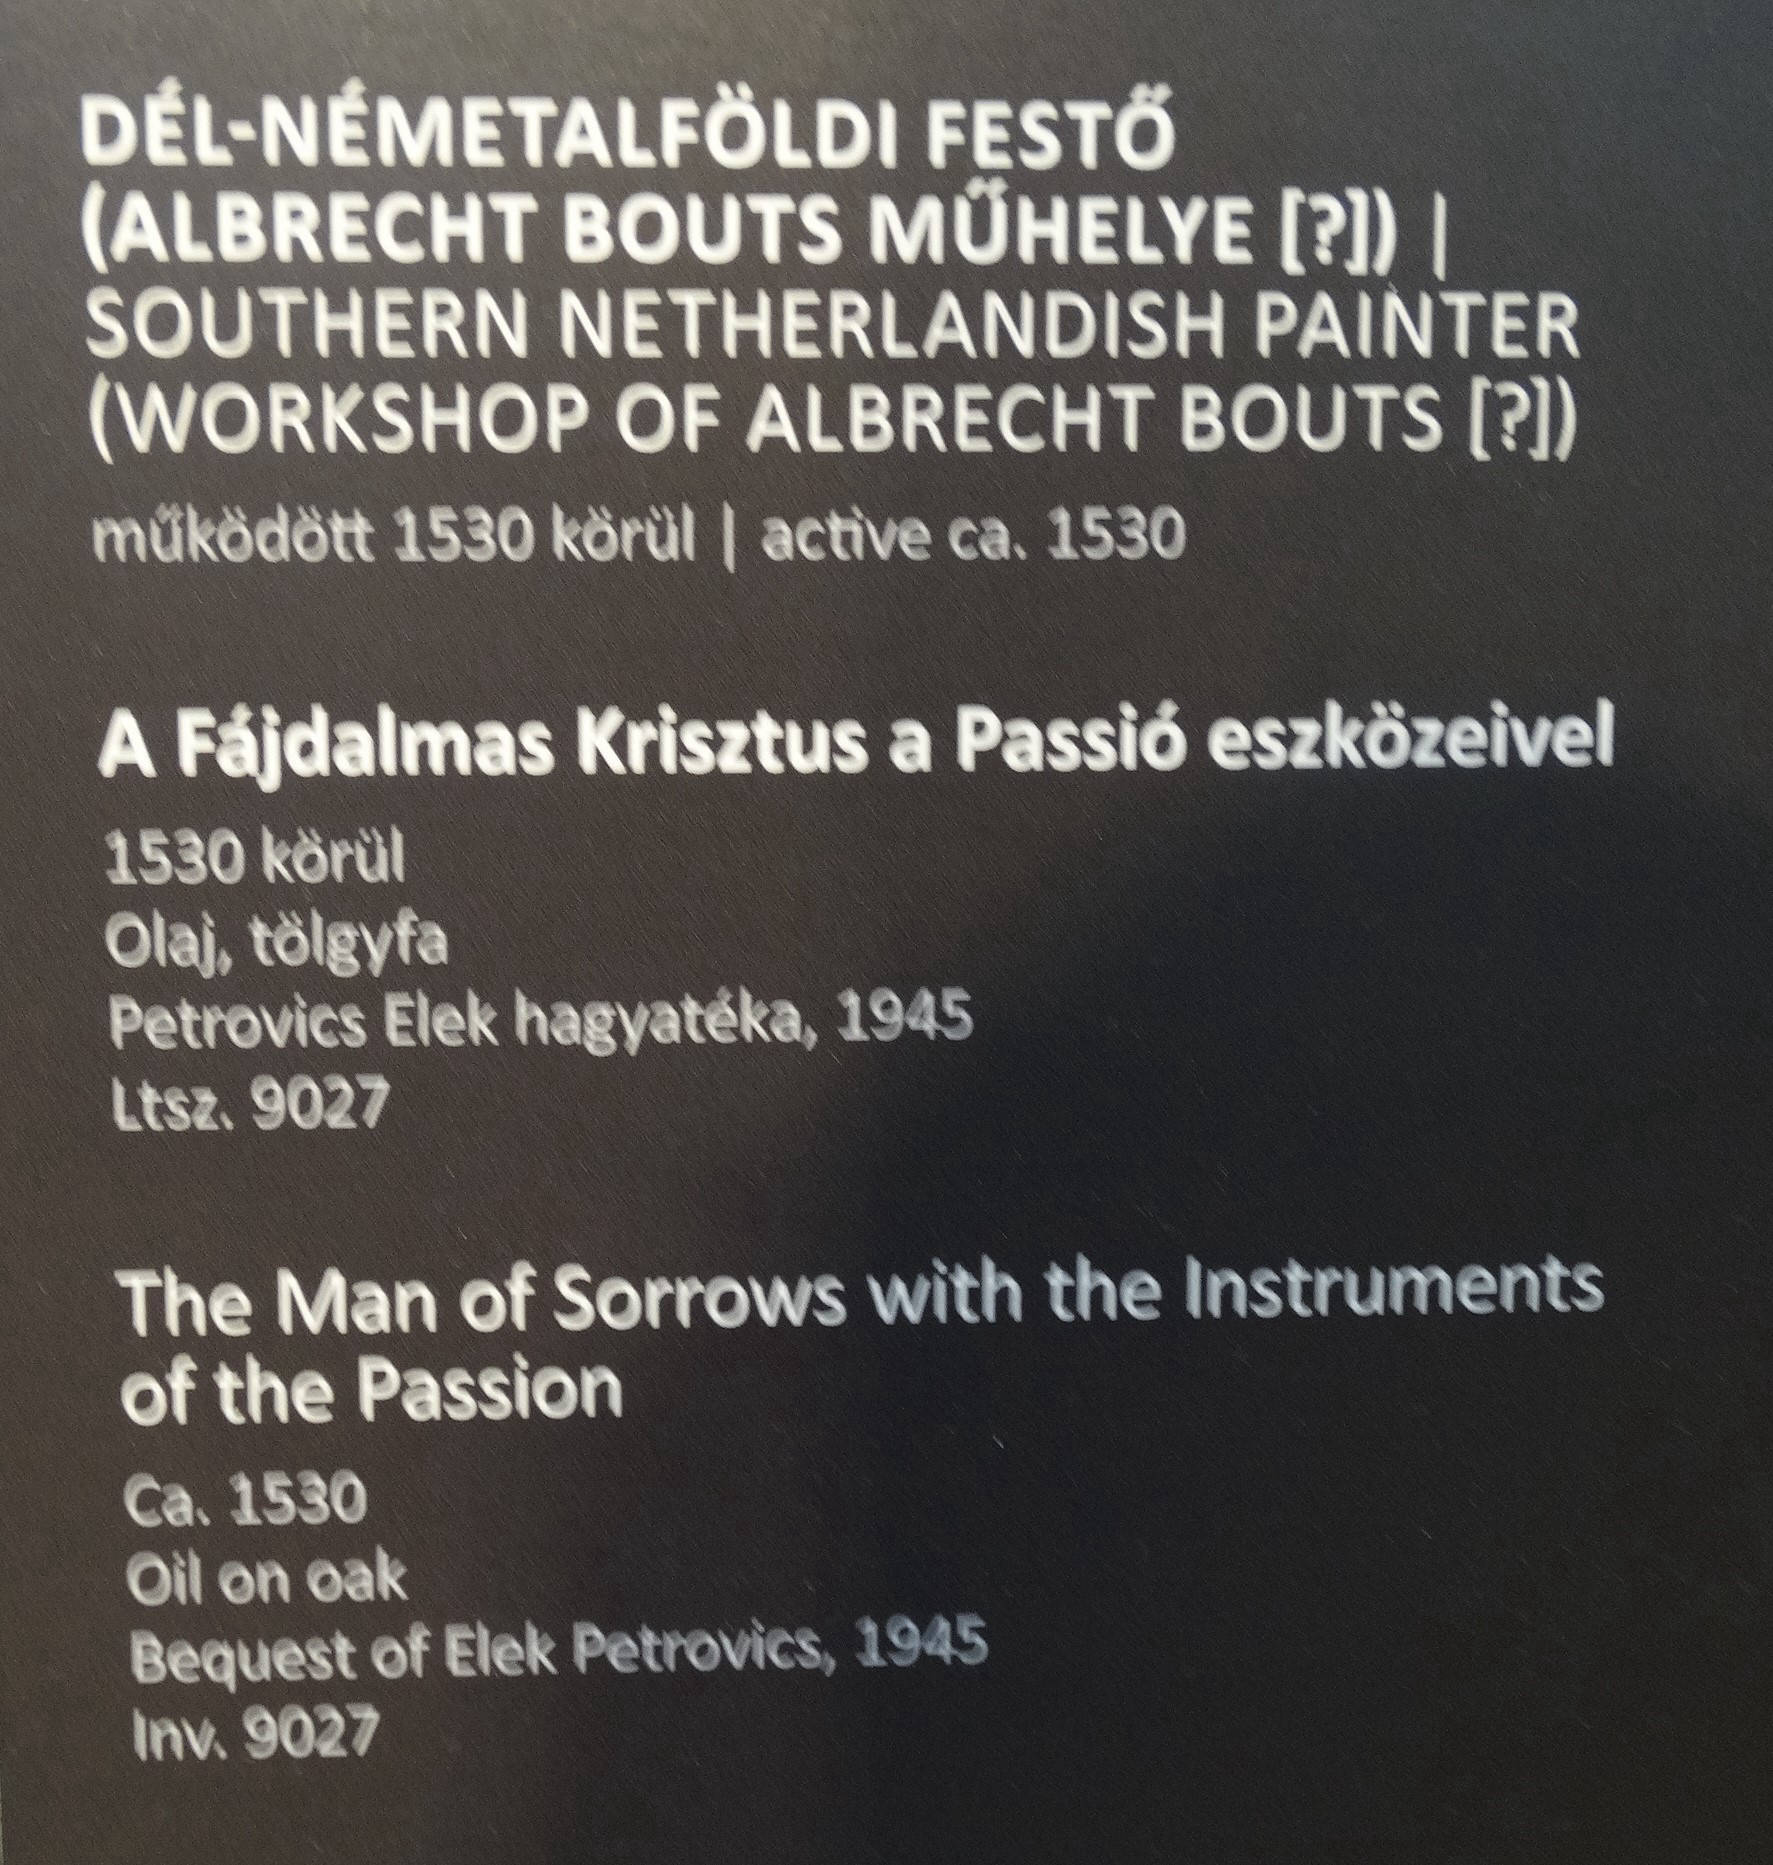 DÉL-NÉMETALFÖLDI FESTŐ
(ALBRECHT BOUTS MŰHELYE [?]) |
SOUTHERN NETHERLANDISH PAINTER
(WORKSHOP OF ALBRECHT BOUTS [?])
működött 1530 körül | active ca. 1530
A Fájdalmas Krisztus a Passió eszközeivel
1530 körül
Olaj, tölgyfa
Petrovics Elek hagyatéka, 1945
Ltsz. 9027
The Man of Sorrows with the Instruments
of the Passion
Ca. 1530
Oil on oak
Bequest of Elek Petrovics, 1945
Inv. 9027